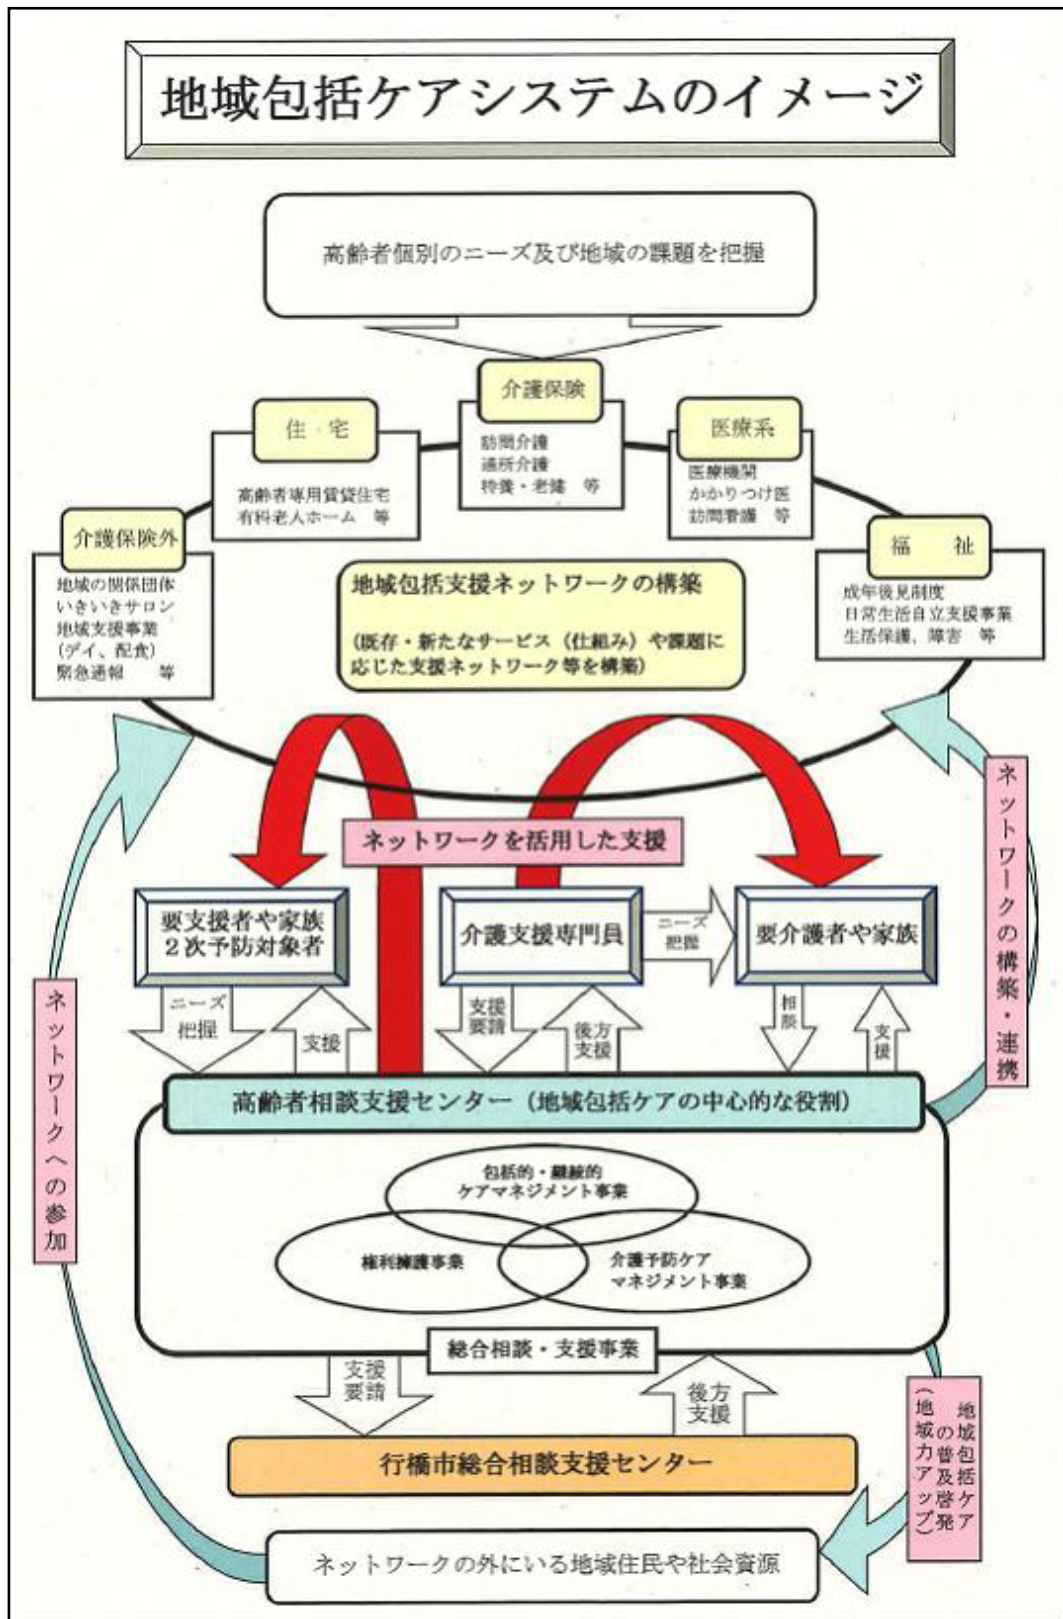 地域包括ケアシステムのイメージ
高齢者個別のニーズ及び地域の課題を把握
介護保険
訪問介護
通所介護
特養・老健　等
住　宅
高齢者専用賃貸住宅
有料老人ホーム　等
医療系
医療機関
かかりつけ医
訪問看護　等
介護保険外
地域の関係団体
いきいきサロン
地域支援事業
(デイ、配食)
緊急通報　　等
福　祉
成年後見制度
日常生活自立支援事業
生活保護、障害　等
地域包括支援ネットワークの構築
(既存・新たなサービス（仕組み）や課題に
応じた支援ネットワーク等を構築)
ネットワークを活用した支援
要支援者や家族
２次予防対象者
介護支援専門員
ニーズ
把握
要介護者や家族
ニーズ
把握
支援
支援
要請
後方
支援
相談
支援
ネットワークの構築・連携
ネットワークへの参加
高齢者相談支援センター（地域包括ケアの中心的な役割）
包括的・継続的
ケアマネジメント事業
権利擁護事業
介護予防ケア
マネジメント事業
総合相談・支援事業
支援
要請
後方
支援
行橋市総合相談支援センター
地域包括ケア
の普及啓発
(地域力アップ)
ネットワークの外にいる地域住民や社会資源